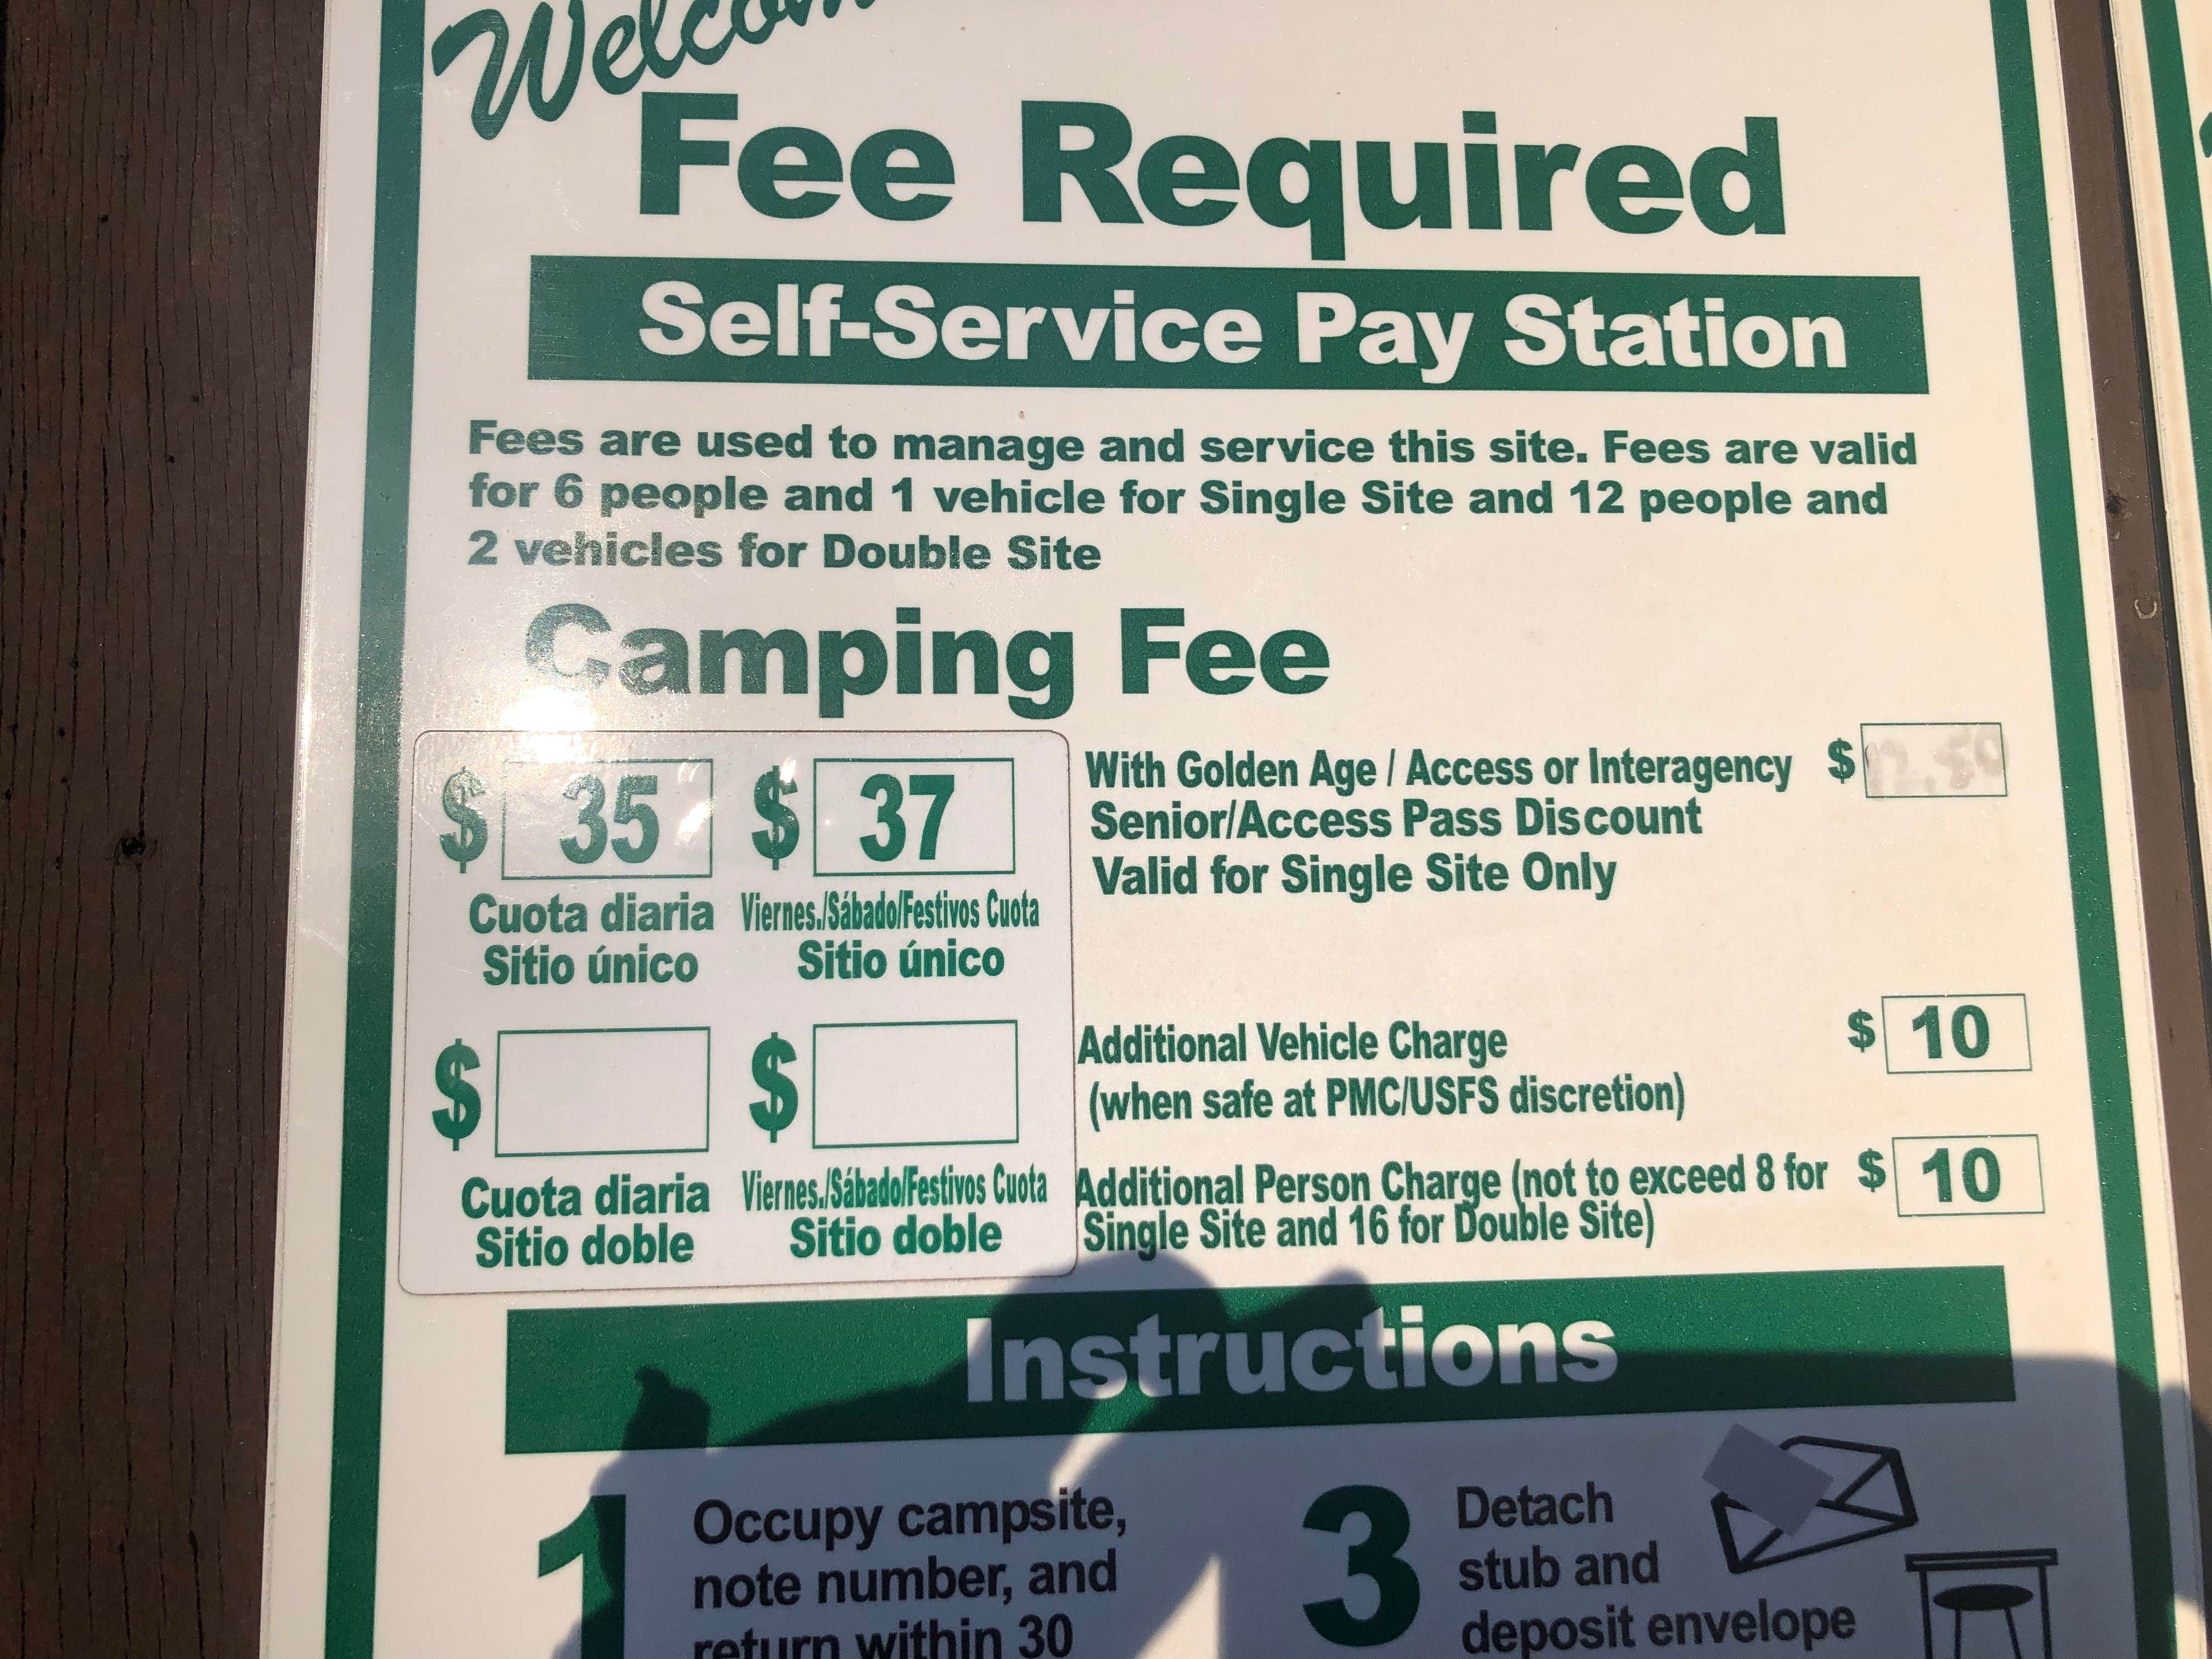 Fee Required
Self-Service Pay Station
Fees are used to manage and service this site. Fees are valid
for 6 people and 1 vehicle for Single Site and 12 people and
2 vehicles for Double Site
Camping Fee
$ 35 $ 37
Cuota diaria Viernes./Sábado/Festivos Cuota
Sitio único Sitio único
$ $
Cuota diaria Viernes./Sábado/Festivos Cuota
Sitio doble Sitio doble
With Golden Age / Access or Interagency $
Senior/Access Pass Discount
Valid for Single Site Only
Additional Vehicle Charge $ 10
(when safe at PMC/USFS discretion)
Additional Person Charge (not to exceed 8 for $ 10
Single Site and 16 for Double Site)
Instructions
1 Occupy campsite,
note number, and
return within 30
3 Detach
stub and
deposit envelope